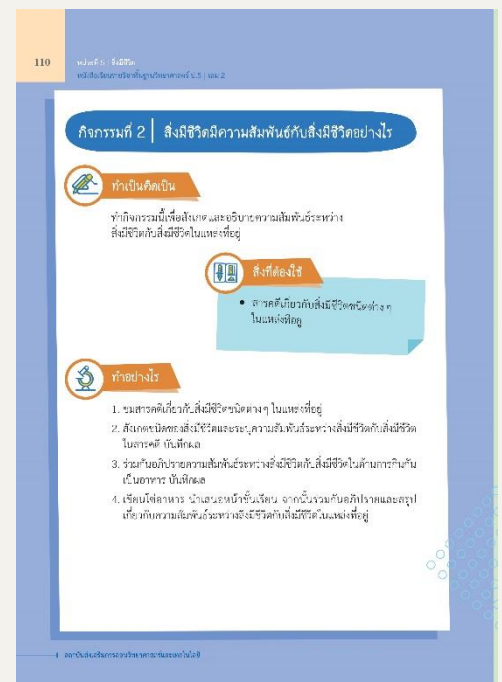 110
หน่วยที่ 5 | สิ่งมีชีวิต
หนังสือเรียนรายวิชาพื้นฐานวิทยาศาสตร์ ป.5 | เล่ม 2
กิจกรรมที่ 2 | สิ่งมีชีวิตมีความสัมพันธ์กับสิ่งมีชีวิตอย่างไร
ทำเป็นคิดเป็น
ทำกิจกรรมนี้เพื่อสังเกตและอธิบายความสัมพันธ์ระหว่าง
สิ่งมีชีวิตกับสิ่งมีชีวิตในแหล่งที่อยู่
สิ่งที่ต้องใช้
• สารคดีเกี่ยวกับสิ่งมีชีวิตชนิดต่าง ๆ
ในแหล่งที่อยู่
ทำอย่างไร
1. ชมสารคดีเกี่ยวกับสิ่งมีชีวิตชนิดต่าง ๆ ในแหล่งที่อยู่
2. สังเกตชนิดของสิ่งมีชีวิตและระบุความสัมพันธ์ระหว่างสิ่งมีชีวิตกับสิ่งมีชีวิต
ในสารคดี บันทึกผล
3. ร่วมกันอภิปรายความสัมพันธ์ระหว่างสิ่งมีชีวิตกับสิ่งมีชีวิตในด้านการกินกัน
เป็นอาหาร บันทึกผล
4. เขียนโซ่อาหาร นำเสนอหน้าชั้นเรียน จากนั้นร่วมกันอภิปรายและสรุป
เกี่ยวกับความสัมพันธ์ระหว่างสิ่งมีชีวิตกับสิ่งมีชีวิตในแหล่งที่อยู่
สถาบันส่งเสริมการสอนวิทยาศาสตร์และเทคโนโลยี